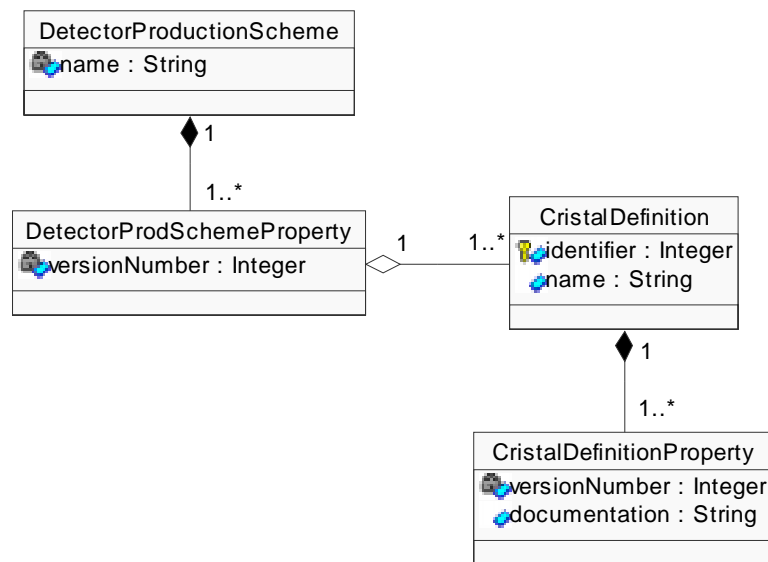 DetectorProductionScheme
name : String
1
1..*
DetectorProdSchemeProperty
versionNumber : Integer
1
1..*
CristalDefinition
identifier : Integer
name : String
1
1..*
CristalDefinitionProperty
versionNumber : Integer
documentation : String